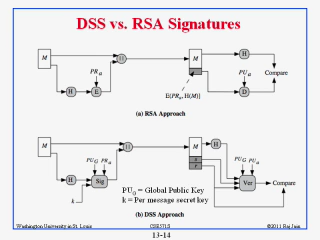 DSS vs. RSA Signatures
M
||
M
H
PRa
PUa
Compare
H
E
D
E[PRa, H(M)]
(a) RSA Approach
M
||
M
H
PUG PRa
s
r
PUG PUa
H
Sig
Ver
Compare
k
PUG = Global Public Key
k = Per message secret key
(b) DSS Approach
Washington University in St. Louis
CSE571S
©2011 Raj Jain
13-14